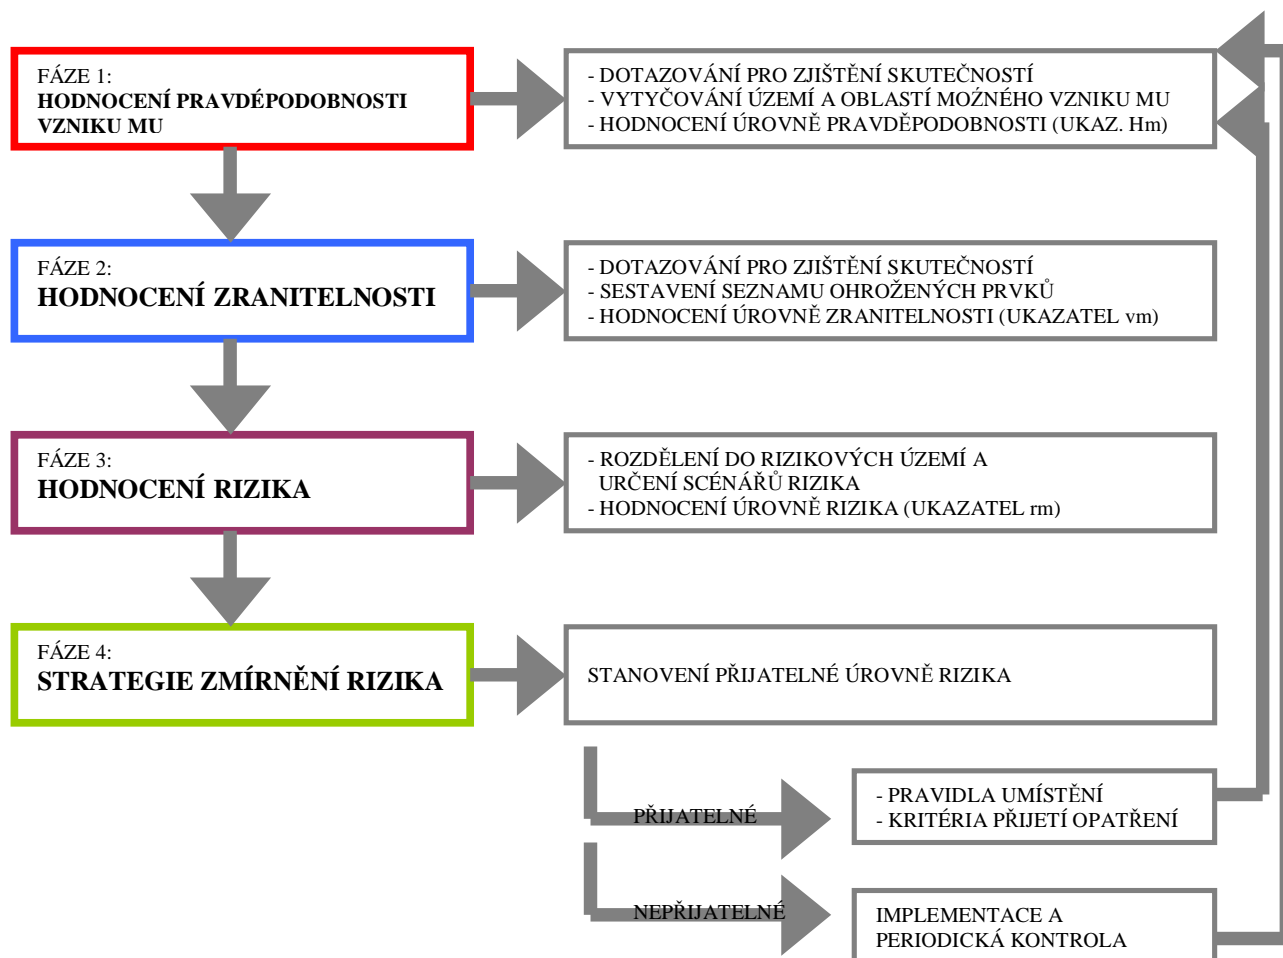 FÁZE 1:
HODNOCENÍ PRAVDÉPODOBNOSTI
VZNIKU MU
- DOTAZOVÁNÍ PRO ZJIŠTĚNÍ SKUTEČNOSTÍ
- VYTYČOVÁNÍ ÚZEMÍ A OBLASTÍ MOŹNÉHO VZNIKU MU
- HODNOCENÍ ÚROVNĚ PRAVDĚPODOBNOSTI (UKAZ. Hm)
FÁZE 2:
HODNOCENÍ ZRANITELNOSTI
- DOTAZOVÁNÍ PRO ZJIŠTĚNÍ SKUTEČNOSTÍ
- SESTAVENÍ SEZNAMU OHROŽENÝCH PRVKŮ
- HODNOCENÍ ÚROVNĚ ZRANITELNOSTI (UKAZATEL vm)
FÁZE 3:
HODNOCENÍ RIZIKA
- ROZDĚLENÍ DO RIZIKOVÝCH ÚZEMÍ A
URČENÍ SCÉNÁŘŮ RIZIKA
- HODNOCENÍ ÚROVNĚ RIZIKA (UKAZATEL rm)
FÁZE 4:
STRATEGIE ZMÍRNĚNÍ RIZIKA
STANOVENÍ PŘIJATELNÉ ÚROVNĚ RIZIKA
PŘIJATELNÉ
- PRAVIDLA UMÍSTĚNÍ
- KRITÉRIA PŘIJETÍ OPATŘENÍ
NEPŘIJATELNÉ
IMPLEMENTACE A
PERIODICKÁ KONTROLA